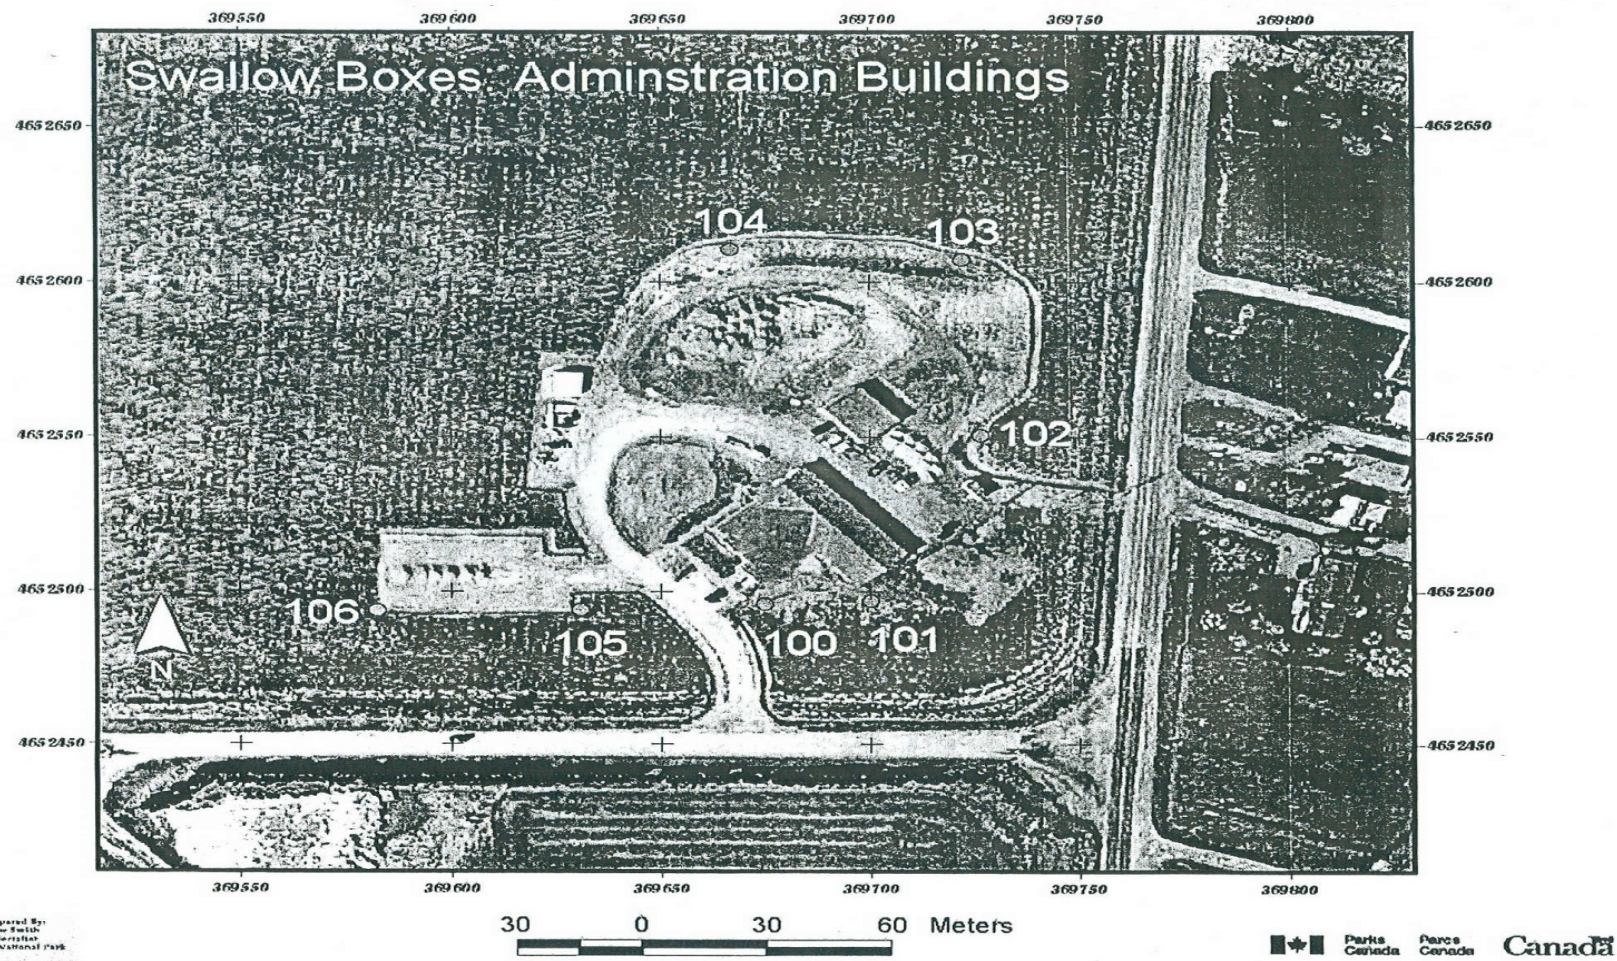 369550 369600 369650 369700 369750 369800
Swallow Boxes: Adminstration Buildings
4652650 4652650
104 103
4652600 4652600
4652550 102 4652550
4652500 4652500
106 105 100 101
N
4652450 4652450
369550 369600 369650 369700 369750 369800
30 0 30 60 Meters
National Park
Parks Canada
Parcs Canada
Canada